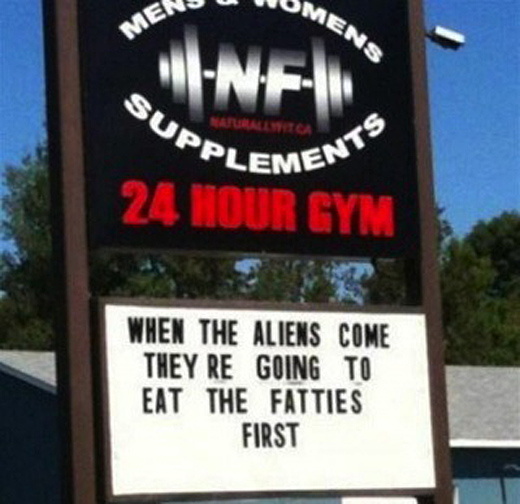 MENS & WOMENS
-N-F-
NATURALLYFIT.CA
SUPPLEMENTS
24 HOUR GYM
WHEN THE ALIENS COME
THEY RE GOING TO
EAT THE FATTIES
FIRST